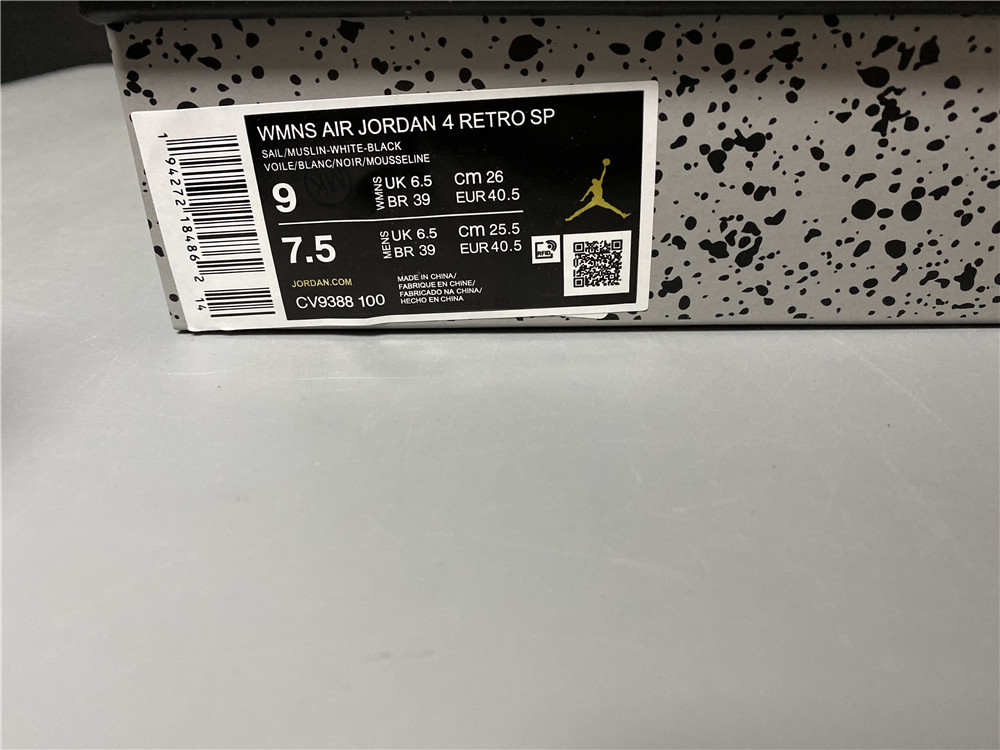 WMNS AIR JORDAN 4 RETRO SP
SAIL/MUSLIN-WHITE-BLACK
VOILE/BLANC/NOIR/MOUSSELINE
9 WMNS UK 6.5 cm 26
BR 39 EUR 40.5
7.5 MENS UK 6.5 cm 25.5
BR 39 EUR 40.5
RFID
JORDAN.COM
CV9388 100
MADE IN CHINA/
FABRIQUE EN CHINE/
FABRICADO NA CHINA/
HECHO EN CHINA
1 94272 18486 2 14